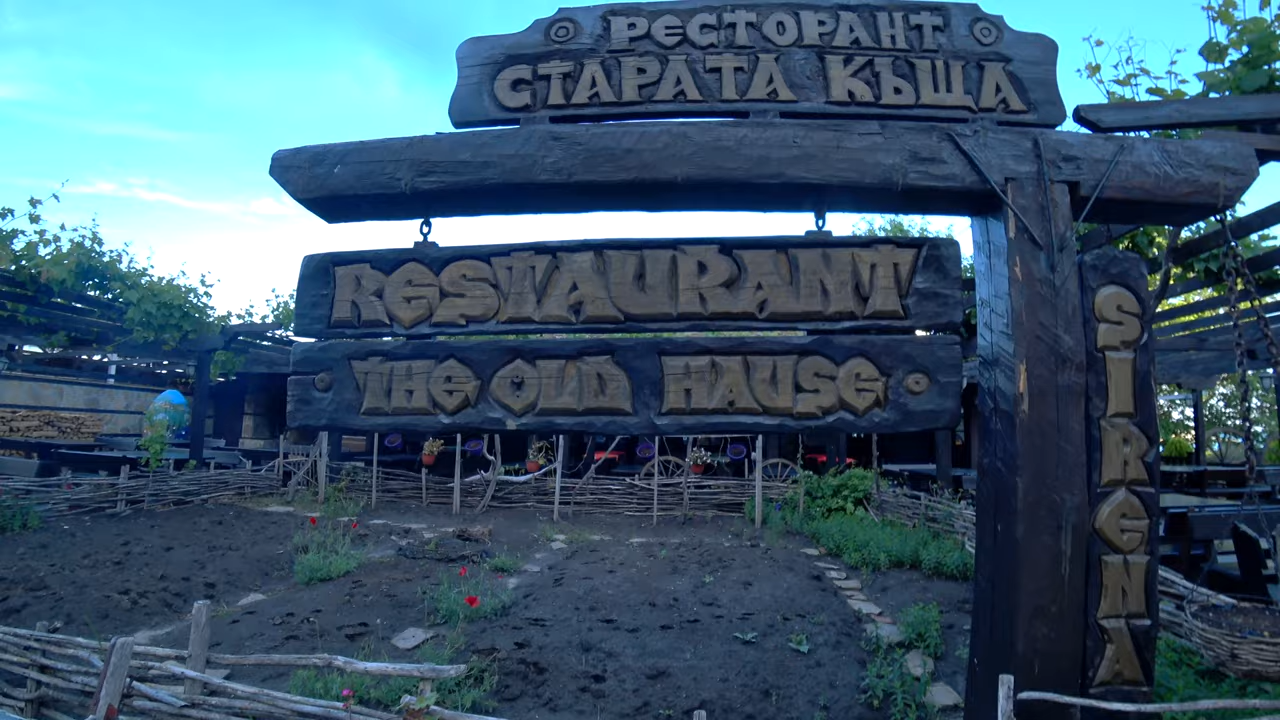 РЕСТОРАНТ
СТАРАТА КЪЩА
RESTAURANT
THE OLD HAUSE
SIRENA